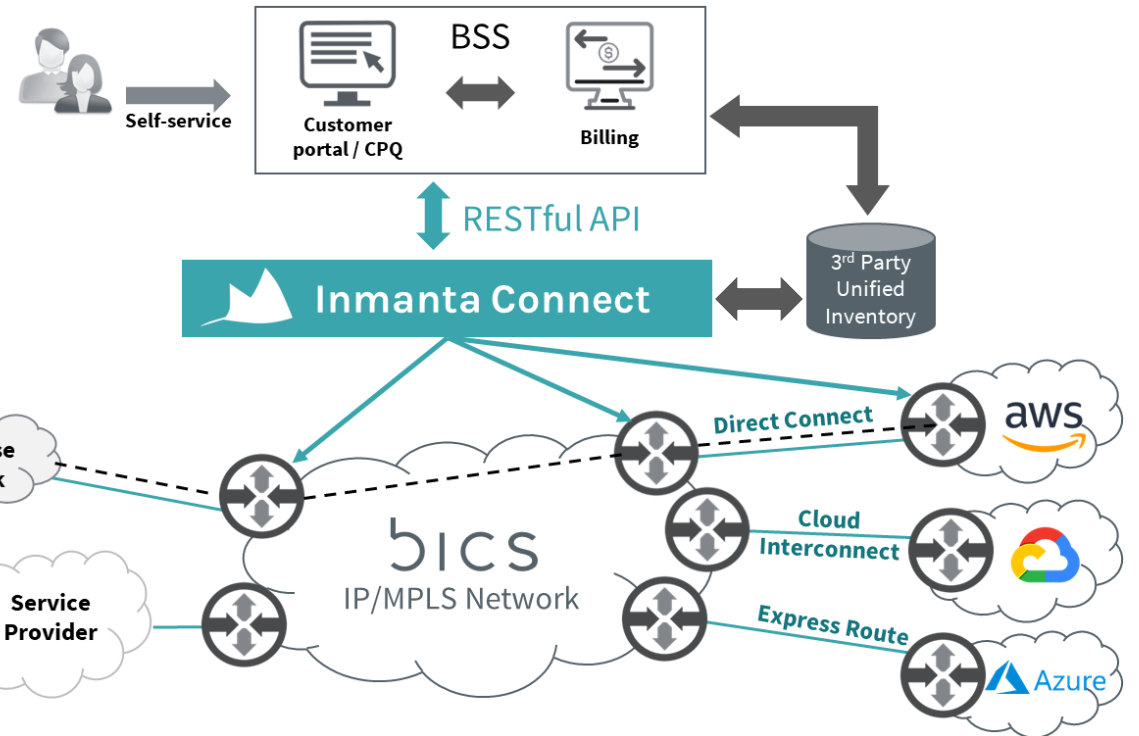 BSS
Self-service
Customer
portal / CPQ
Billing
RESTful API
Inmanta Connect
3rd Party
Unified
Inventory
Direct Connect
aws
Cloud
Interconnect
bics
IP/MPLS Network
Service
Provider
Express Route
Azure